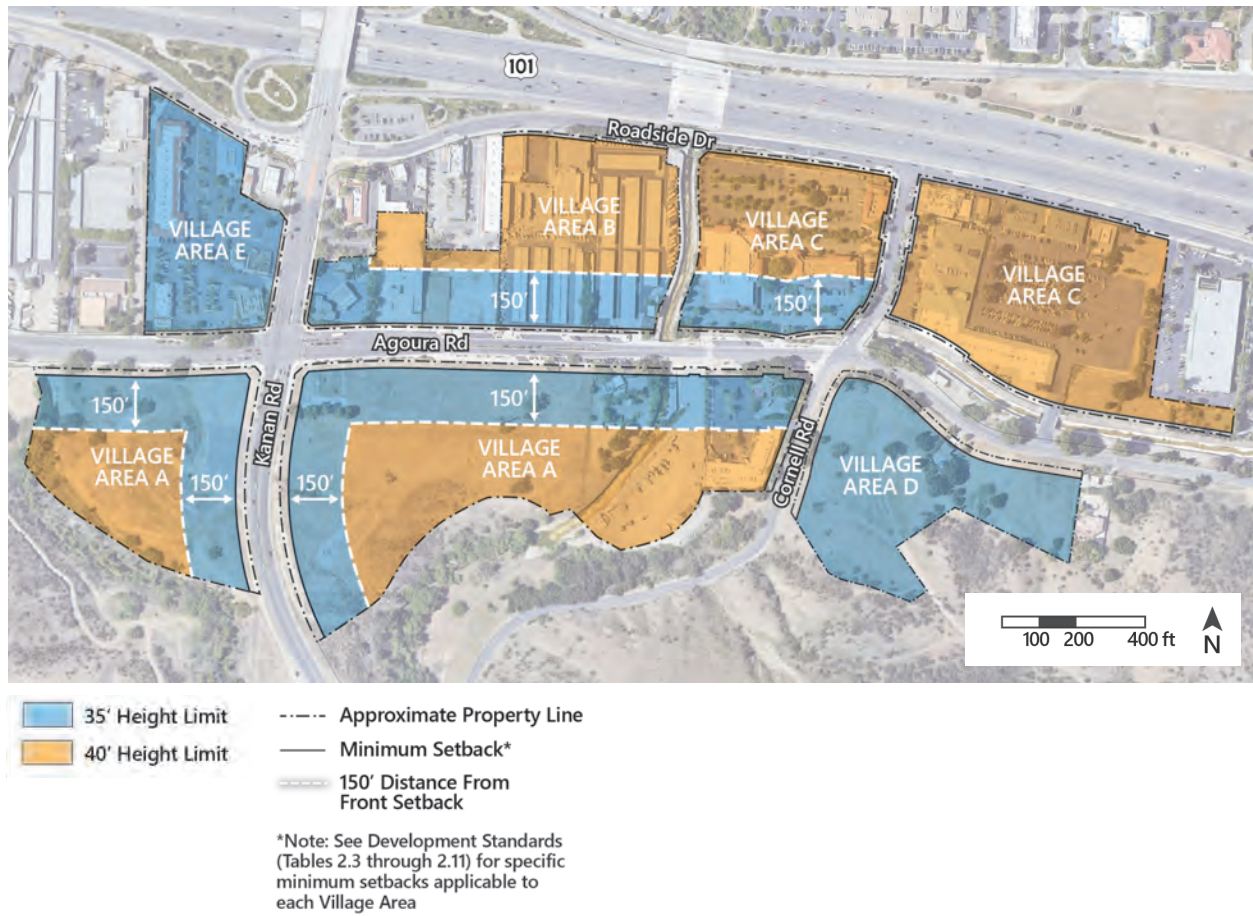 101
Roadside Dr
VILLAGE
AREA E
VILLAGE
AREA B
VILLAGE
AREA C
VILLAGE
AREA C
150'
150'
Agoura Rd
150'
150'
Kanan Rd
VILLAGE
AREA A
150'
150'
VILLAGE
AREA A
Cornell Rd
VILLAGE
AREA D
100 200 400 ft
N
35' Height Limit
40' Height Limit
Approximate Property Line
Minimum Setback*
150' Distance From
Front Setback
*Note: See Development Standards
(Tables 2.3 through 2.11) for specific
minimum setbacks applicable to
each Village Area